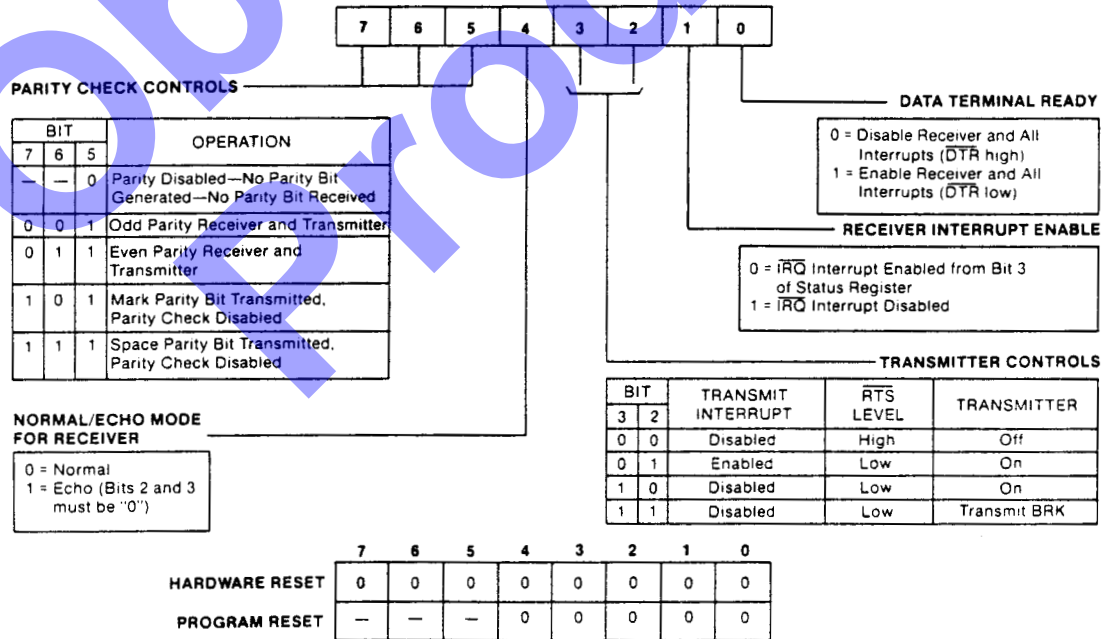 7 6 5 4 3 2 1 0
PARITY CHECK CONTROLS
BIT OPERATION
7 6 5
— — 0 Parity Disabled—No Parity Bit
Generated—No Parity Bit Received
0 0 1 Odd Parity Receiver and Transmitter
0 1 1 Even Parity Receiver and
Transmitter
1 0 1 Mark Parity Bit Transmitted,
Parity Check Disabled
1 1 1 Space Parity Bit Transmitted,
Parity Check Disabled
NORMAL/ECHO MODE
FOR RECEIVER
0 = Normal
1 = Echo (Bits 2 and 3
must be "0")
DATA TERMINAL READY
0 = Disable Receiver and All
Interrupts (D̅T̅R̅ high)
1 = Enable Receiver and All
Interrupts (D̅T̅R̅ low)
RECEIVER INTERRUPT ENABLE
0 = I̅R̅Q̅ Interrupt Enabled from Bit 3
of Status Register
1 = I̅R̅Q̅ Interrupt Disabled
TRANSMITTER CONTROLS
BIT TRANSMIT INTERRUPT R̅T̅S̅ LEVEL TRANSMITTER
3 2
0 0 Disabled High Off
0 1 Enabled Low On
1 0 Disabled Low On
1 1 Disabled Low Transmit BRK
7 6 5 4 3 2 1 0
HARDWARE RESET 0 0 0 0 0 0 0 0
PROGRAM RESET — — — 0 0 0 0 0